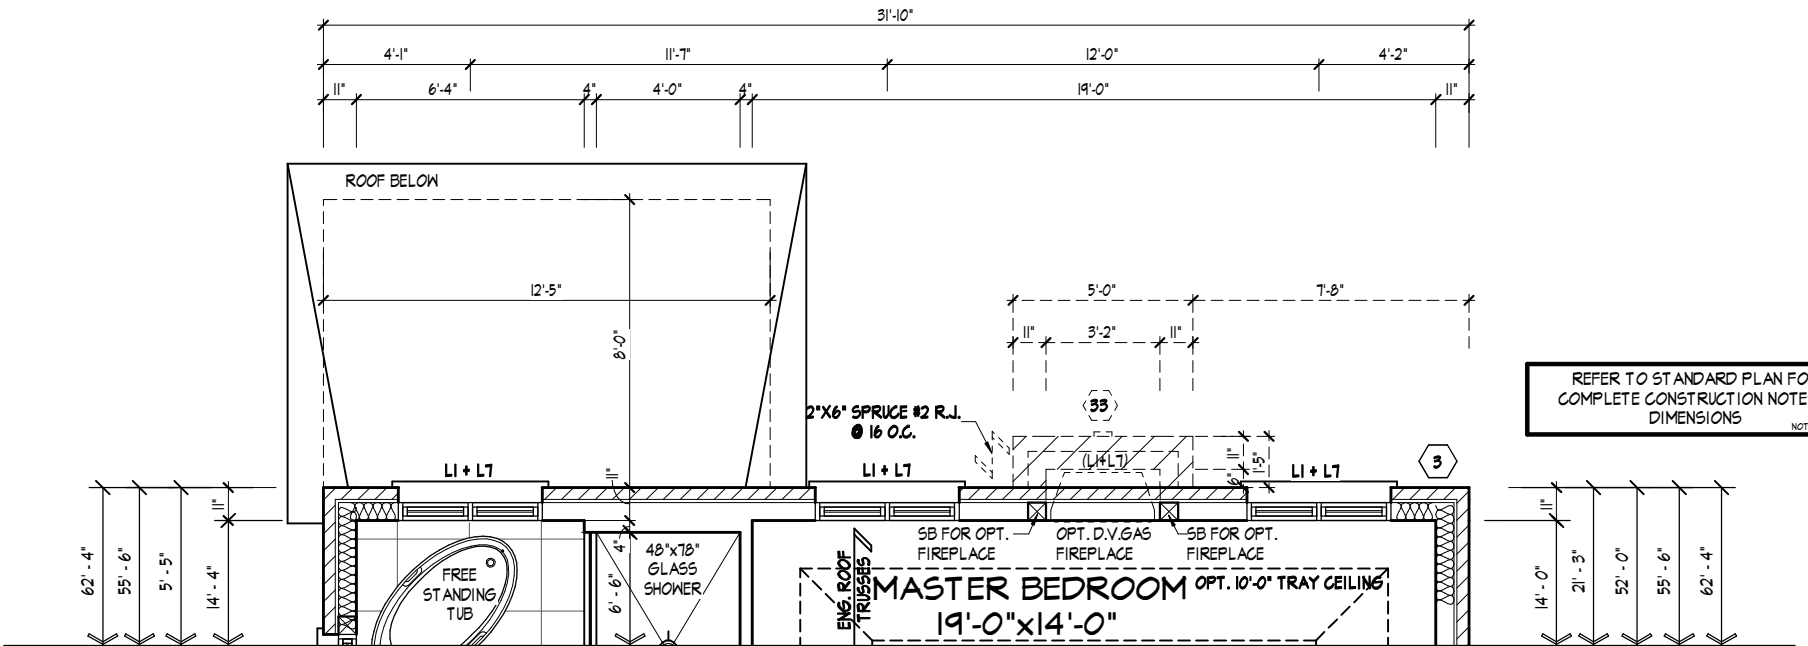 31'-10"
4'-1"
11'-7"
12'-0"
4'-2"
11"
6'-4"
4"
4'-0"
4"
19'-0"
11"
ROOF BELOW
12'-5"
8'-0"
5'-0"
7'-8"
11"
3'-2"
11"
REFER TO STANDARD PLAN FO
COMPLETE CONSTRUCTION NOTE
DIMENSIONS
NOT
2"X6" SPRUCE #2 R.J.
@ 16 O.C.
33
(L1+L7)
11"
1'-5"
6"
3
L1 + L7
L1 + L7
L1 + L7
11"
11"
11"
62' - 4"
55' - 6"
5' - 5"
14' - 4"
4"
6' - 6"
FREE
STANDING
TUB
48"x78"
GLASS
SHOWER
SB FOR OPT.
FIREPLACE
OPT. D.V.GAS
FIREPLACE
SB FOR OPT.
FIREPLACE
ENG. ROOF
TRUSSES
MASTER BEDROOM
19'-0"x14'-0"
OPT. 10'-0" TRAY CEILING
14' - 0"
21' - 3"
52' - 0"
55' - 6"
62' - 4"